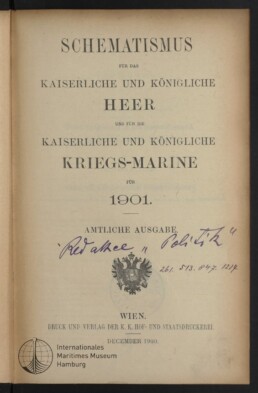 SCHEMATISMUS
FÜR DAS
KAISERLICHE UND KÖNIGLICHE
HEER
UND FÜR DIE
KAISERLICHE UND KÖNIGLICHE
KRIEGS-MARINE
FÜR
1901.
AMTLICHE AUSGABE
"Politik"
WIEN.
DRUCK UND VERLAG DER K. K. HOF- UND STAATSDRUCKEREI.
DECEMBER 1900.
Internationales
Maritimes Museum
Hamburg